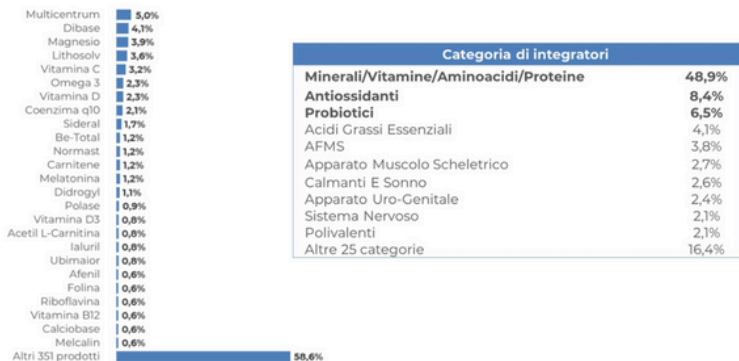 Multicentrum 5,0%
Dibase 4,1%
Magnesio 3,9%
Lithosolv 3,6%
Vitamina C 3,2%
Omega 3 2,3%
Vitamina D 2,3%
Coenzima q10 2,1%
Sideral 1,7%
Be-Total 1,2%
Normast 1,2%
Carnitene 1,2%
Melatonina 1,2%
Didrogyl 1,1%
Polase 0,9%
Vitamina D3 0,8%
Acetil L-Carnitina 0,8%
Ialuril 0,8%
Ubimaior 0,8%
Afenil 0,6%
Folina 0,6%
Riboflavina 0,6%
Vitamina B12 0,6%
Calciobase 0,6%
Melcalin 0,6%
Altri 351 prodotti 58,6%
Categoria di integratori
Minerali/Vitamine/Aminoacidi/Proteine 48,9%
Antiossidanti 8,4%
Probiotici 6,5%
Acidi Grassi Essenziali 4,1%
AFMS 3,8%
Apparato Muscolo Scheletrico 2,7%
Calmanti E Sonno 2,6%
Apparato Uro-Genitale 2,4%
Sistema Nervoso 2,1%
Polivalenti 2,1%
Altre 25 categorie 16,4%